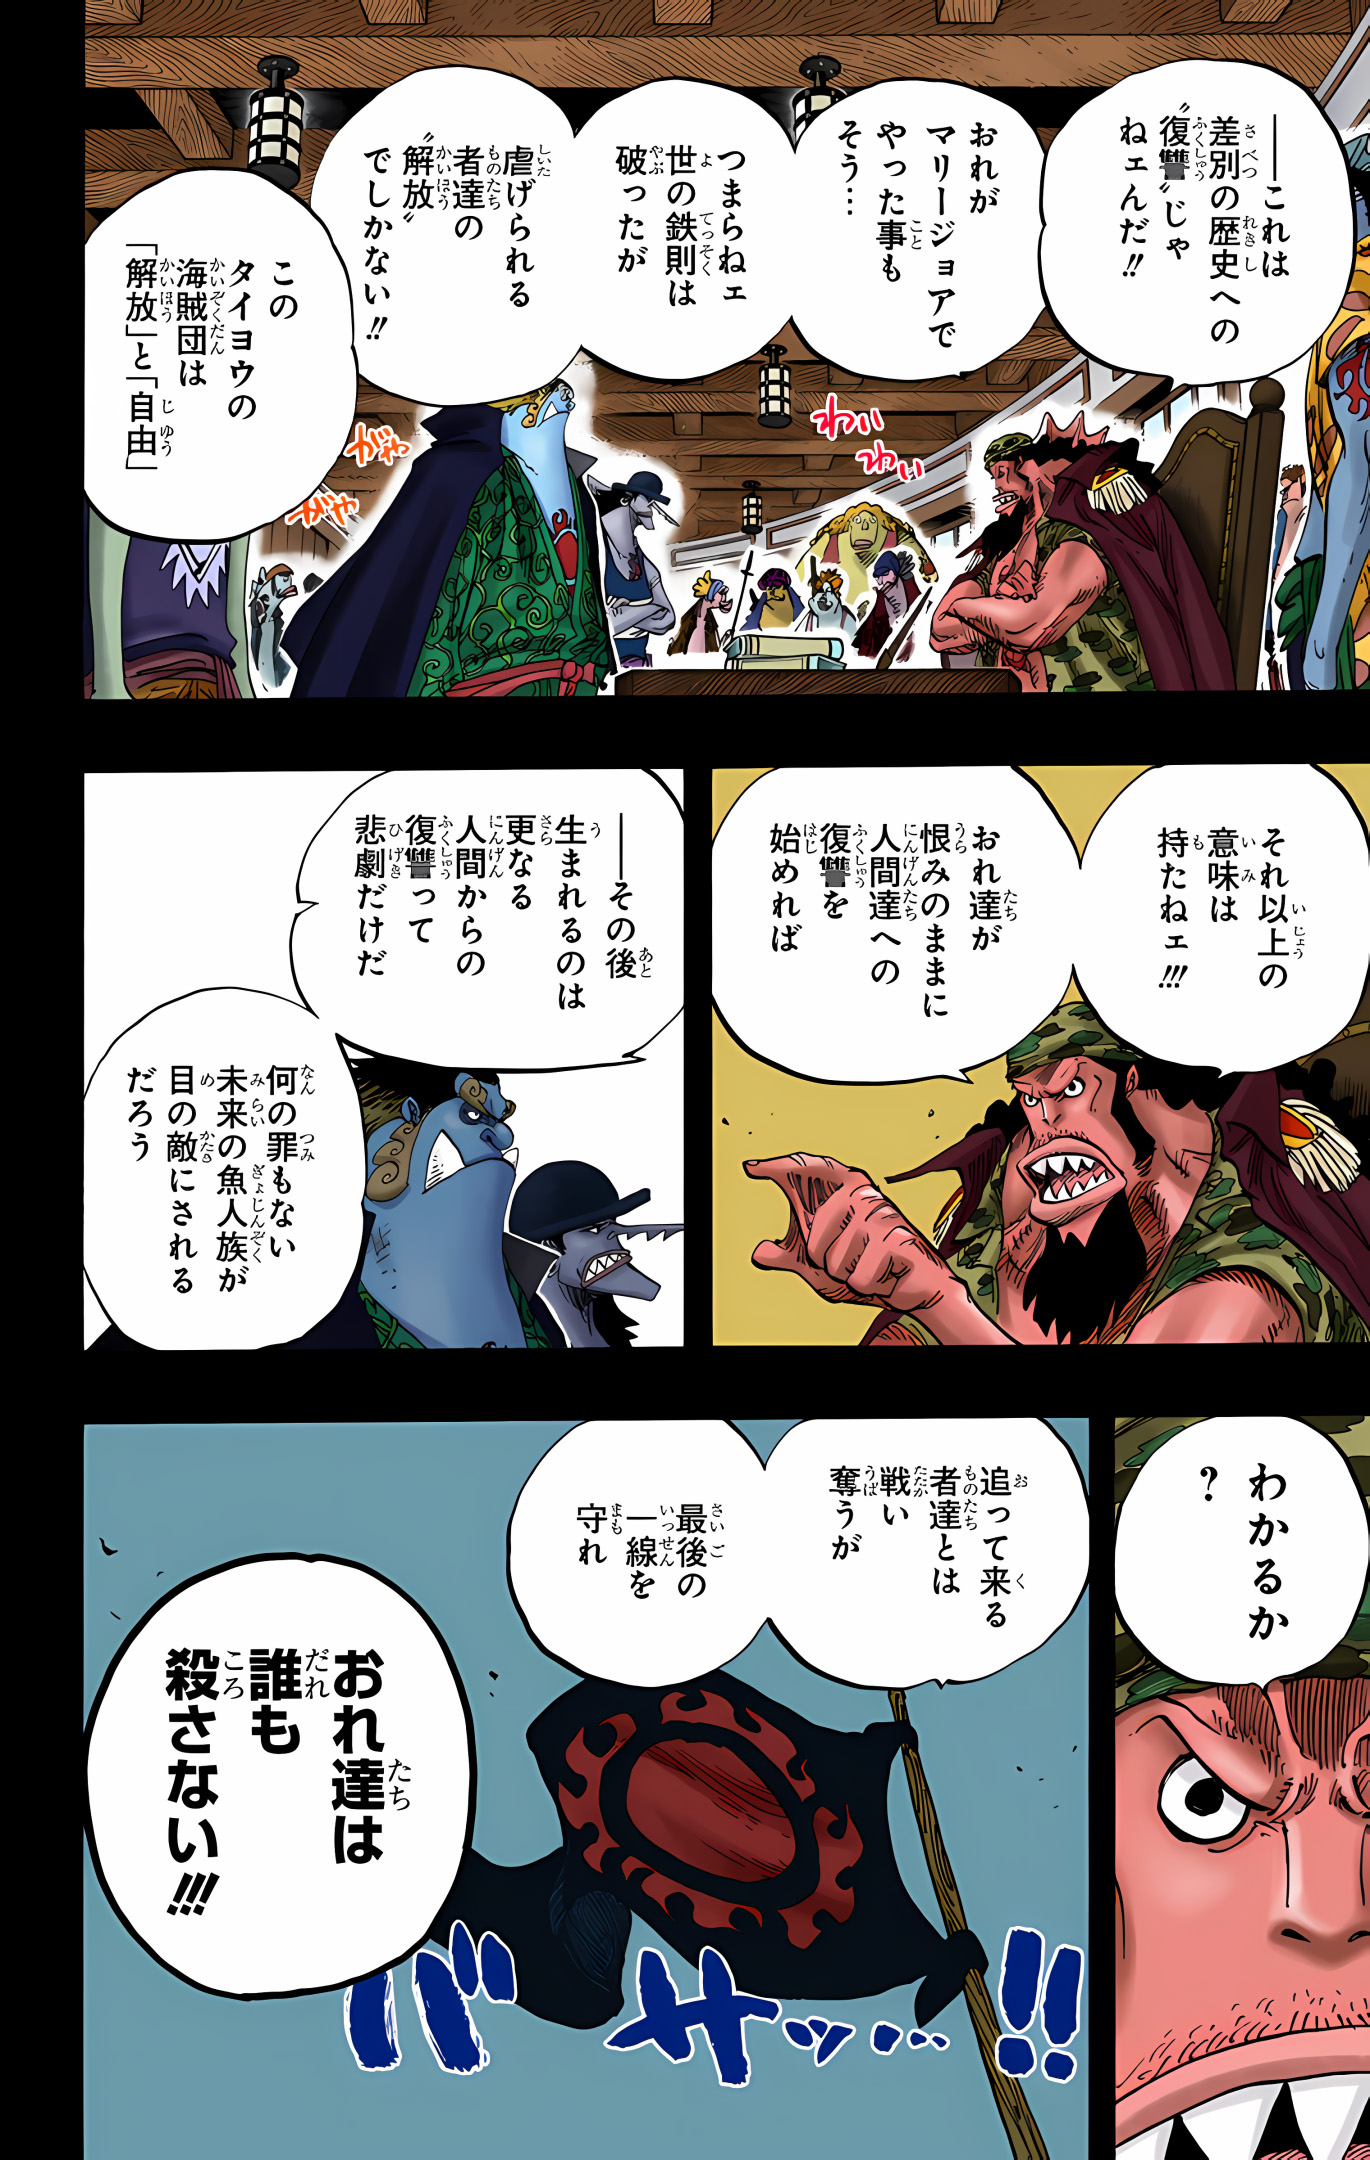 ――これは
差別の歴史への
〝復讐〟じゃ
ねェんだ!!
おれが
マリージョアで
やった事も
そう…
つまらねェ
世の鉄則は
破ったが
虐げられる
者達の
〝解放〟
でしかない!!
この
タイヨウの
海賊団は
「解放」と「自由」
がやっ
がや
わい
わい
それ以上の
意味は
持たねェ!!!
おれ達が
恨みのままに
人間達への
復讐を
始めれば
――その後
生まれるのは
更なる
人間からの
復讐って
悲劇だけだ
何の罪もない
未来の魚人族が
目の敵にされる
だろう
わかるか
?
追って来る
者達とは
戦い
奪うが
最後の
一線を
守れ
おれ達は
誰も
殺さない!!!
バサッ…!!